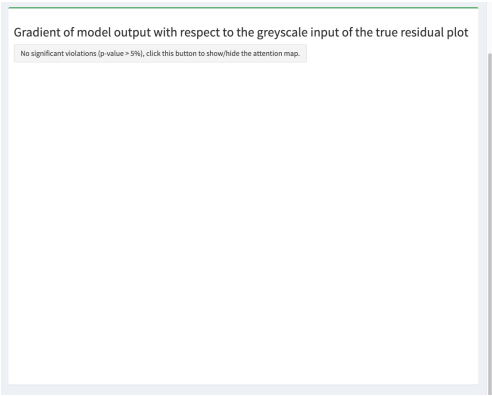 Gradient of model output with respect to the greyscale input of the true residual plot
No significant violations (p-value > 5%), click this button to show/hide the attention map.